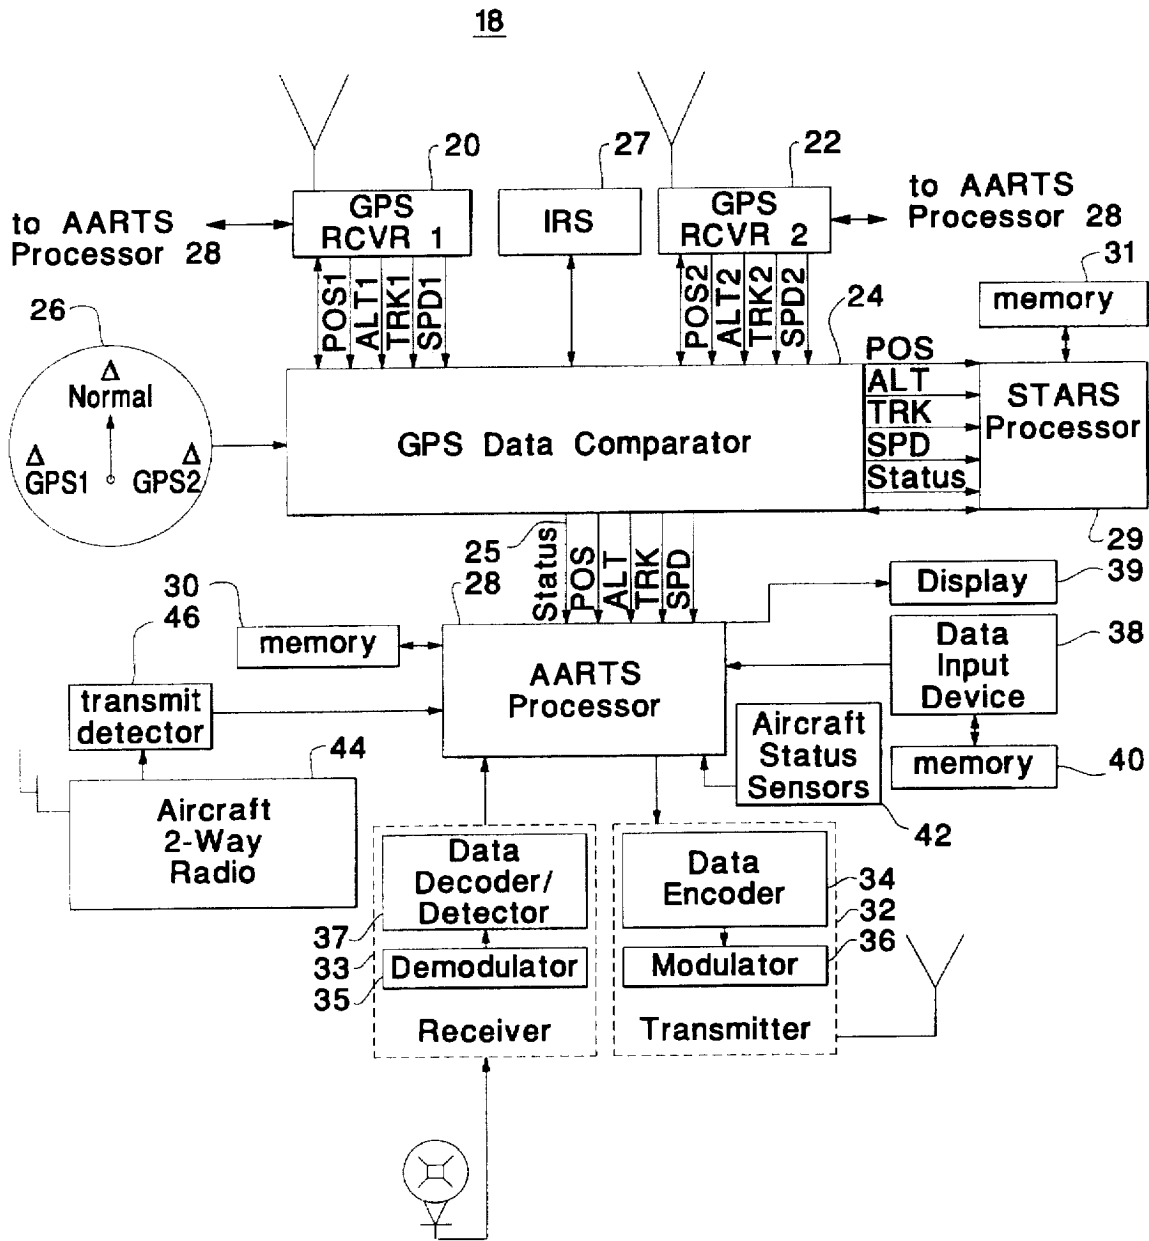 18
20
27
22
to AARTS
Processor 28
GPS
RCVR 1
IRS
GPS
RCVR 2
to AARTS
Processor 28
31
memory
26
POS1
ALT1
TRK1
SPD1
POS2
ALT2
TRK2
SPD2
24
Δ
Normal
Δ
GPS1
Δ
GPS2
GPS Data Comparator
POS
ALT
TRK
SPD
Status
STARS
Processor
29
25
28
Status
POS
ALT
TRK
SPD
Display
39
30
46
memory
AARTS
Processor
Data
Input
Device
38
transmit
detector
44
Aircraft
Status
Sensors
memory
40
42
Aircraft
2-Way
Radio
Data
Decoder/
Detector
37
33
35
Demodulator
Receiver
Data
Encoder
34
32
36
Modulator
Transmitter